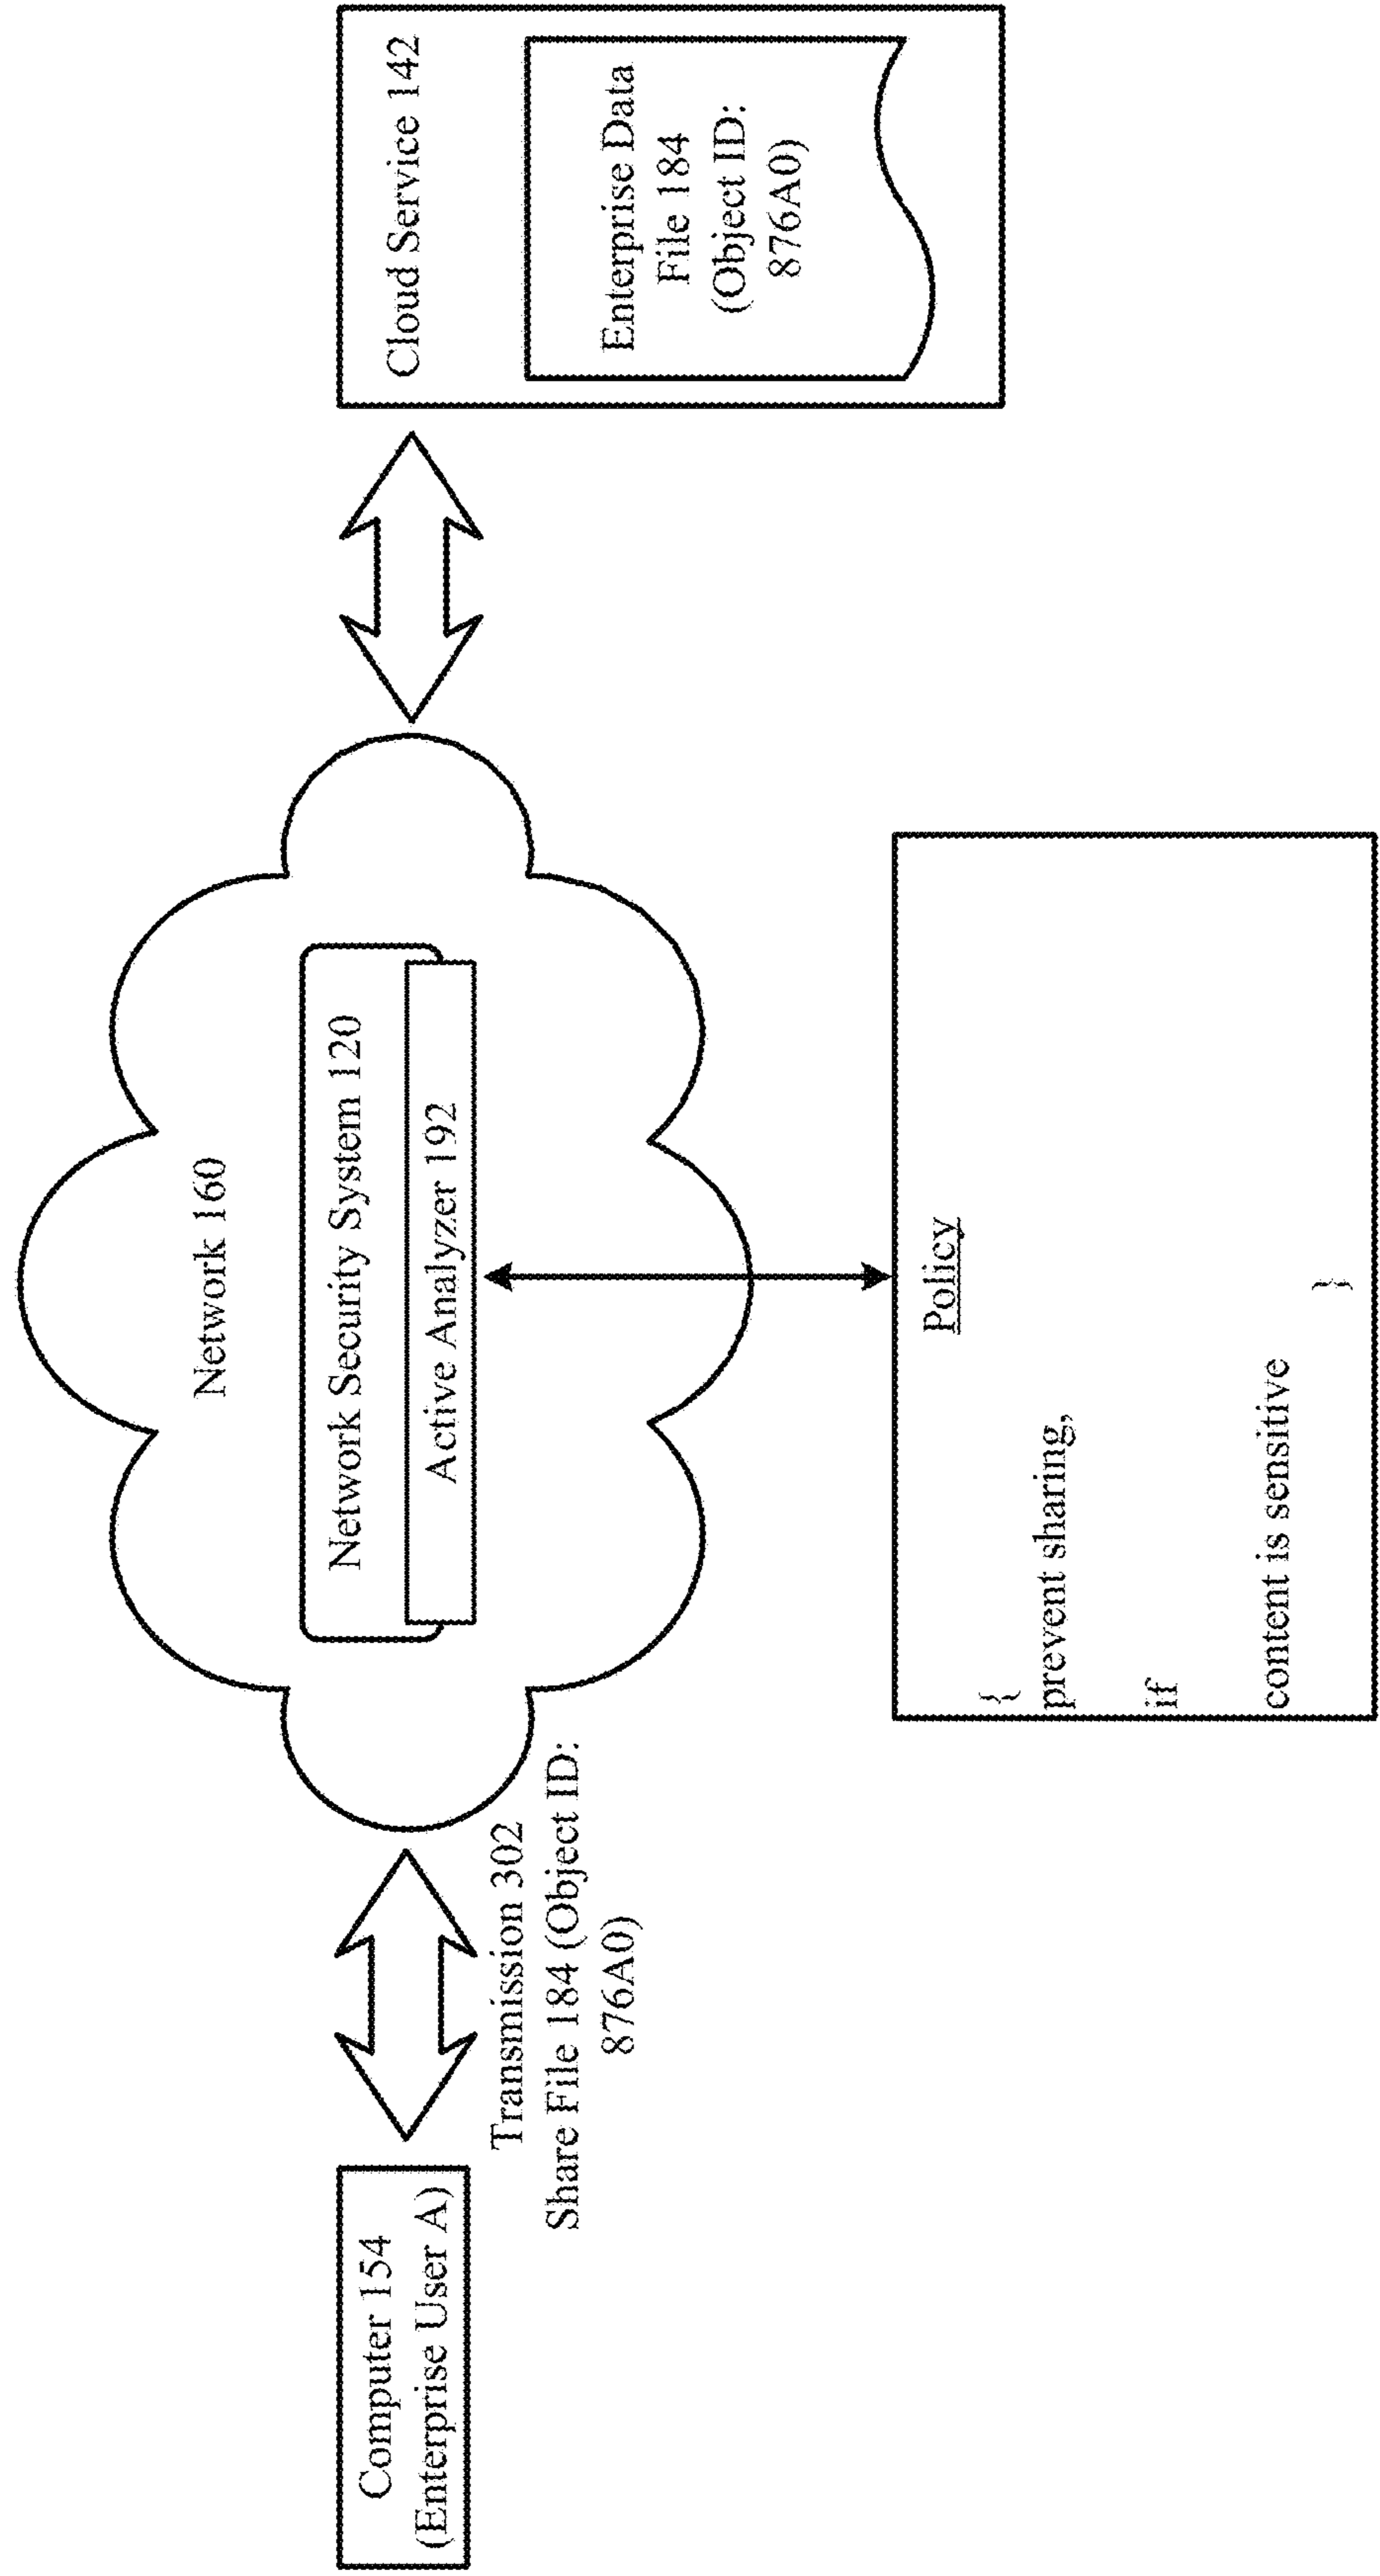 Computer 154
(Enterprise User A)
Transmission 302
Share File 184 (Object ID:
876A0)
Network 160
Network Security System 120
Active Analyzer 192
Cloud Service 142
Enterprise Data
File 184
(Object ID:
876A0)
Policy
{
prevent sharing,
if
content is sensitive
}